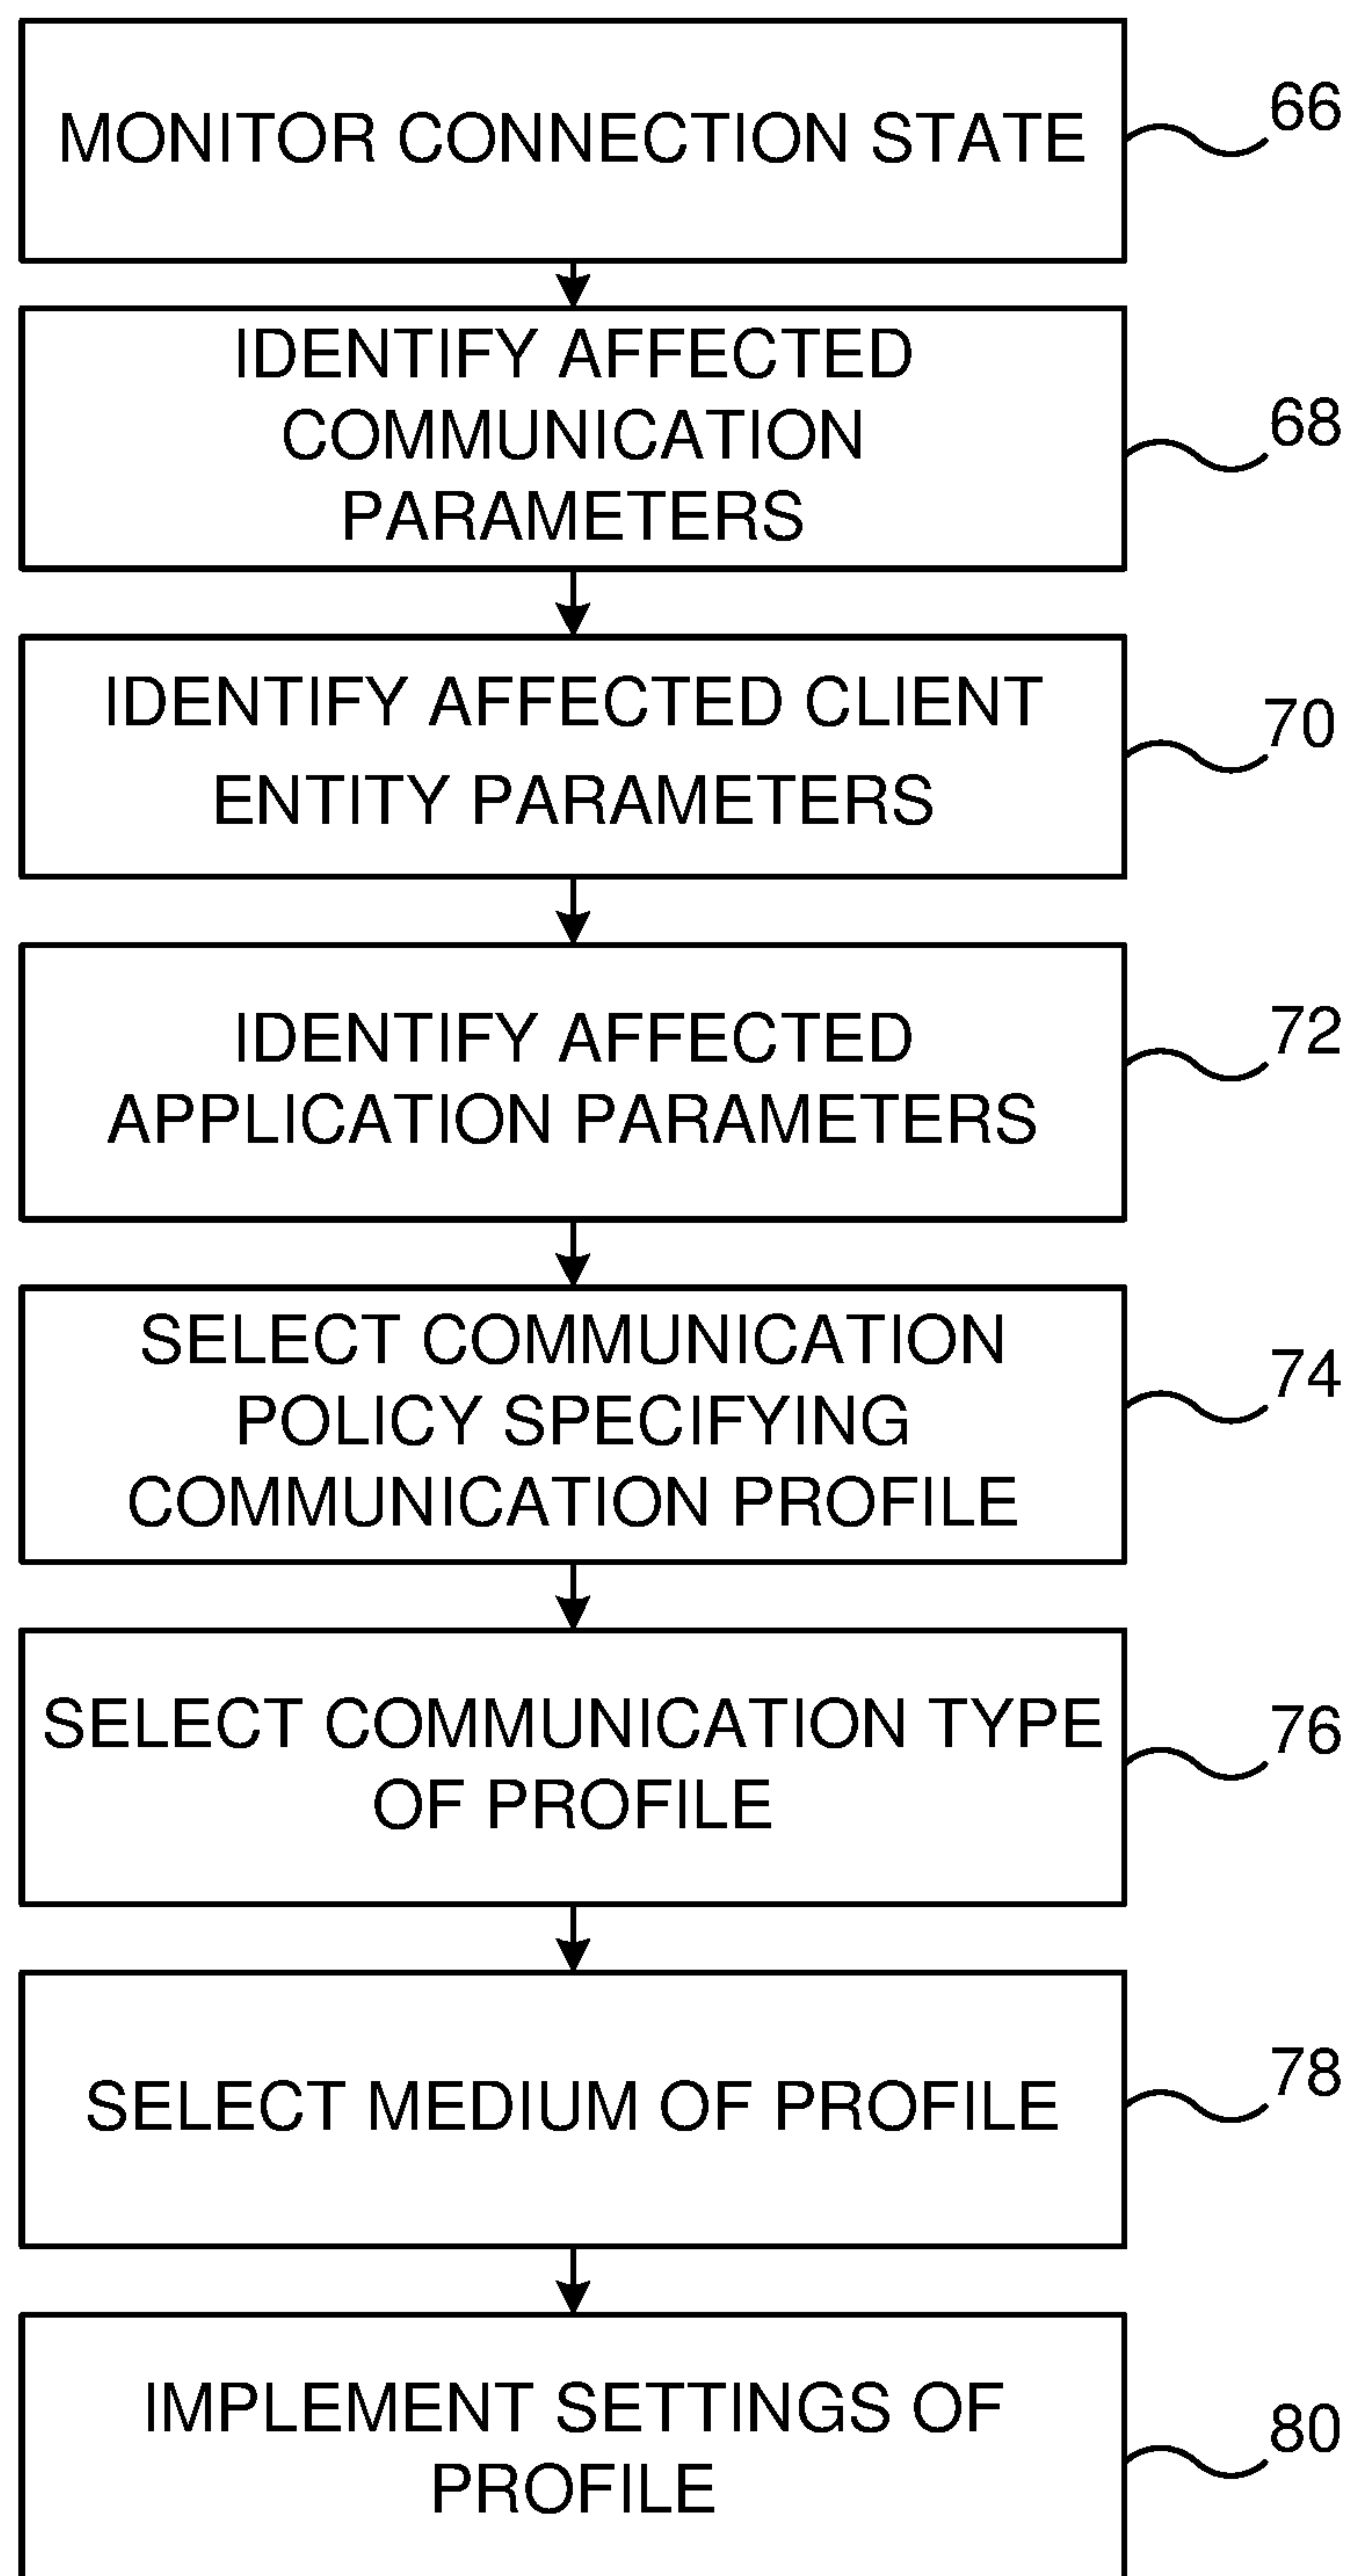 MONITOR CONNECTION STATE
66
IDENTIFY AFFECTED
COMMUNICATION
PARAMETERS
68
IDENTIFY AFFECTED CLIENT
ENTITY PARAMETERS
70
IDENTIFY AFFECTED
APPLICATION PARAMETERS
72
SELECT COMMUNICATION
POLICY SPECIFYING
COMMUNICATION PROFILE
74
SELECT COMMUNICATION TYPE
OF PROFILE
76
SELECT MEDIUM OF PROFILE
78
IMPLEMENT SETTINGS OF
PROFILE
80